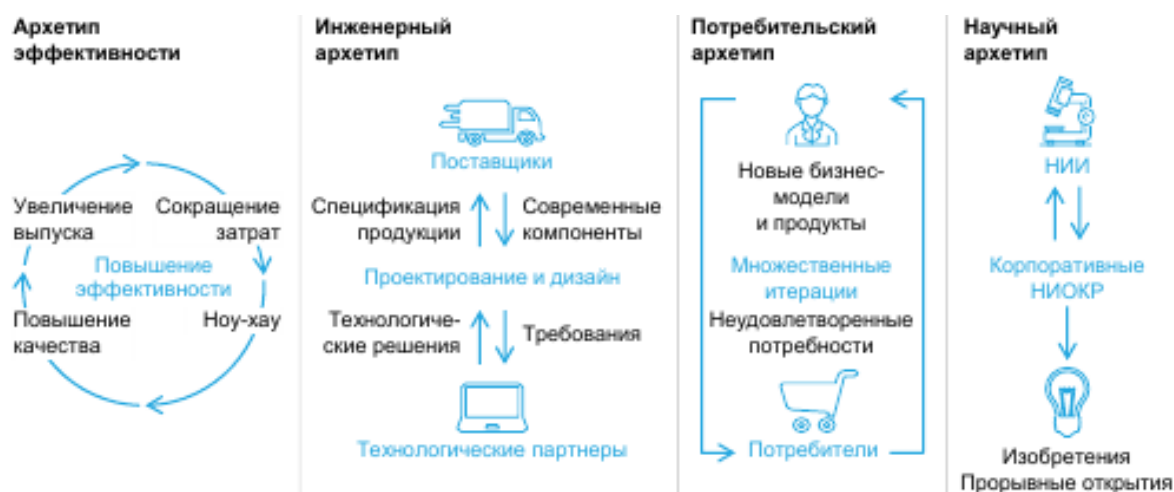 Архетип
эффективности
Увеличение
выпуска
Сокращение
затрат
Повышение
эффективности
Повышение
качества
Ноу-хау
Инженерный
архетип
Поставщики
Спецификация
продукции
Современные
компоненты
Проектирование и дизайн
Технологиче-
ские решения
Требования
Технологические партнеры
Потребительский
архетип
Новые бизнес-
модели
и продукты
Множественные
итерации
Неудовлетворенные
потребности
Потребители
Научный
архетип
НИИ
Корпоративные
НИОКР
Изобретения
Прорывные открытия